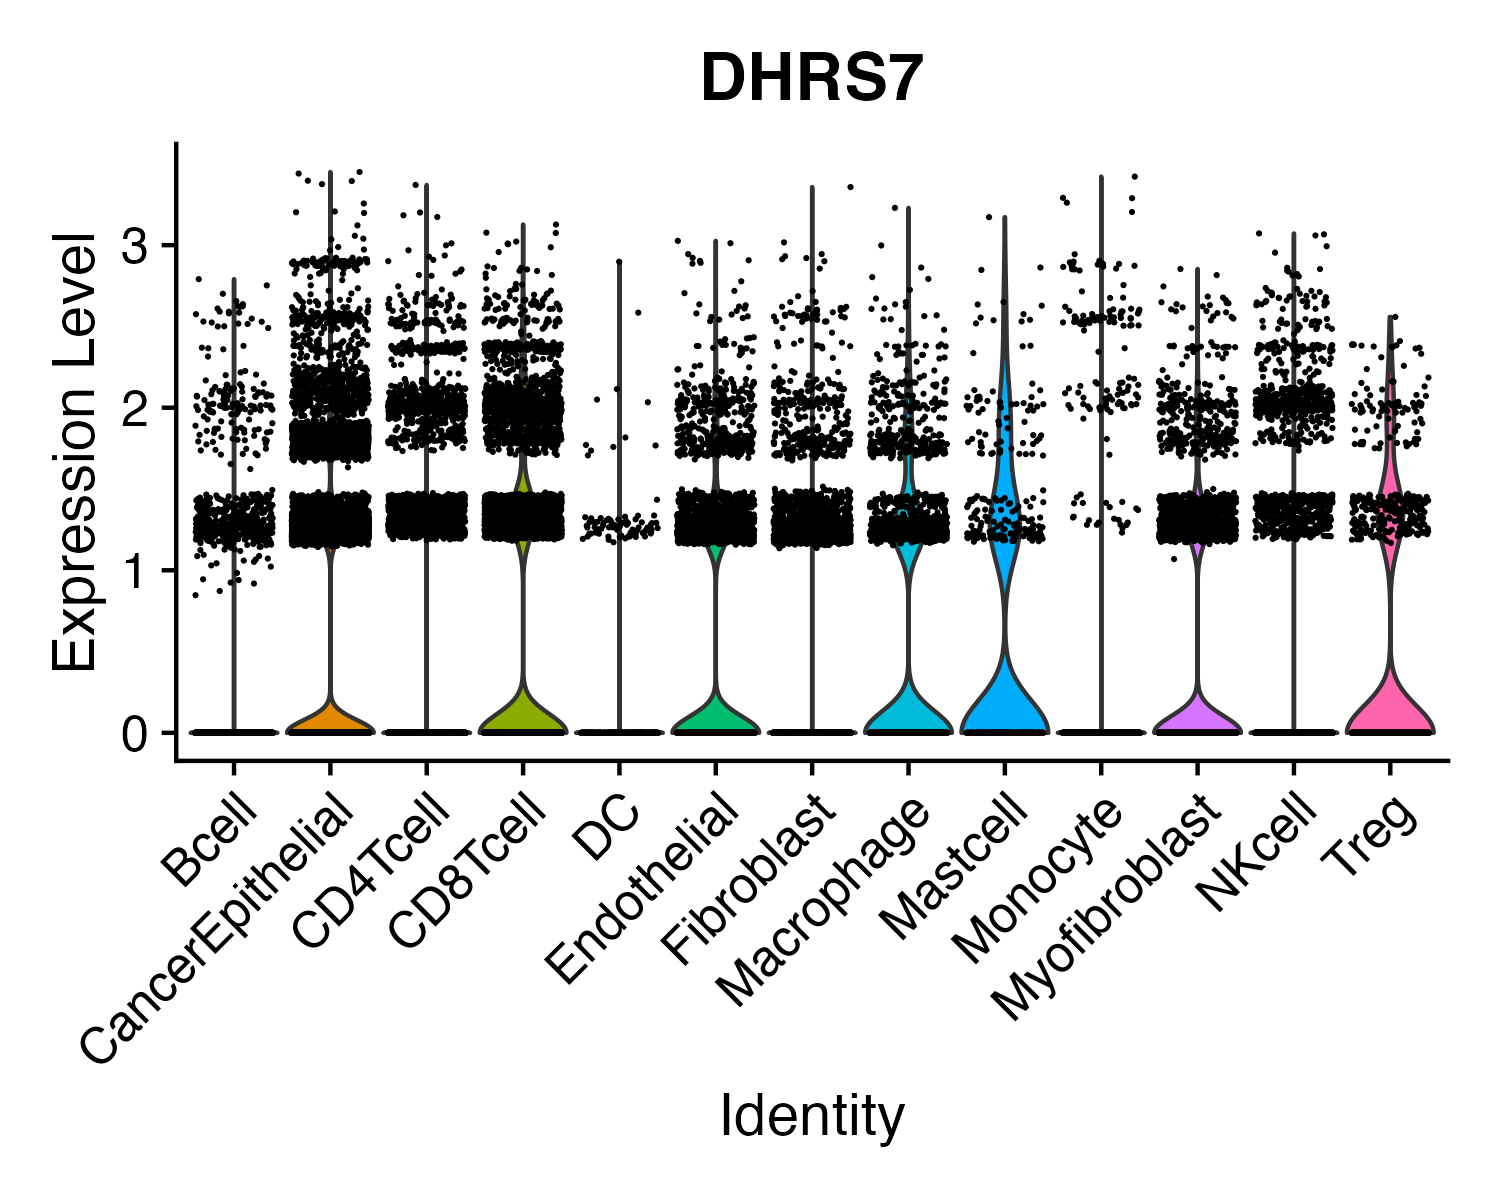 DHRS7
Expression Level
3
2
1
0
Bcell
CancerEpithelial
CD4Tcell
CD8Tcell
DC
Endothelial
Fibroblast
Macrophage
Mastcell
Monocyte
Myofibroblast
NKcell
Treg
Identity